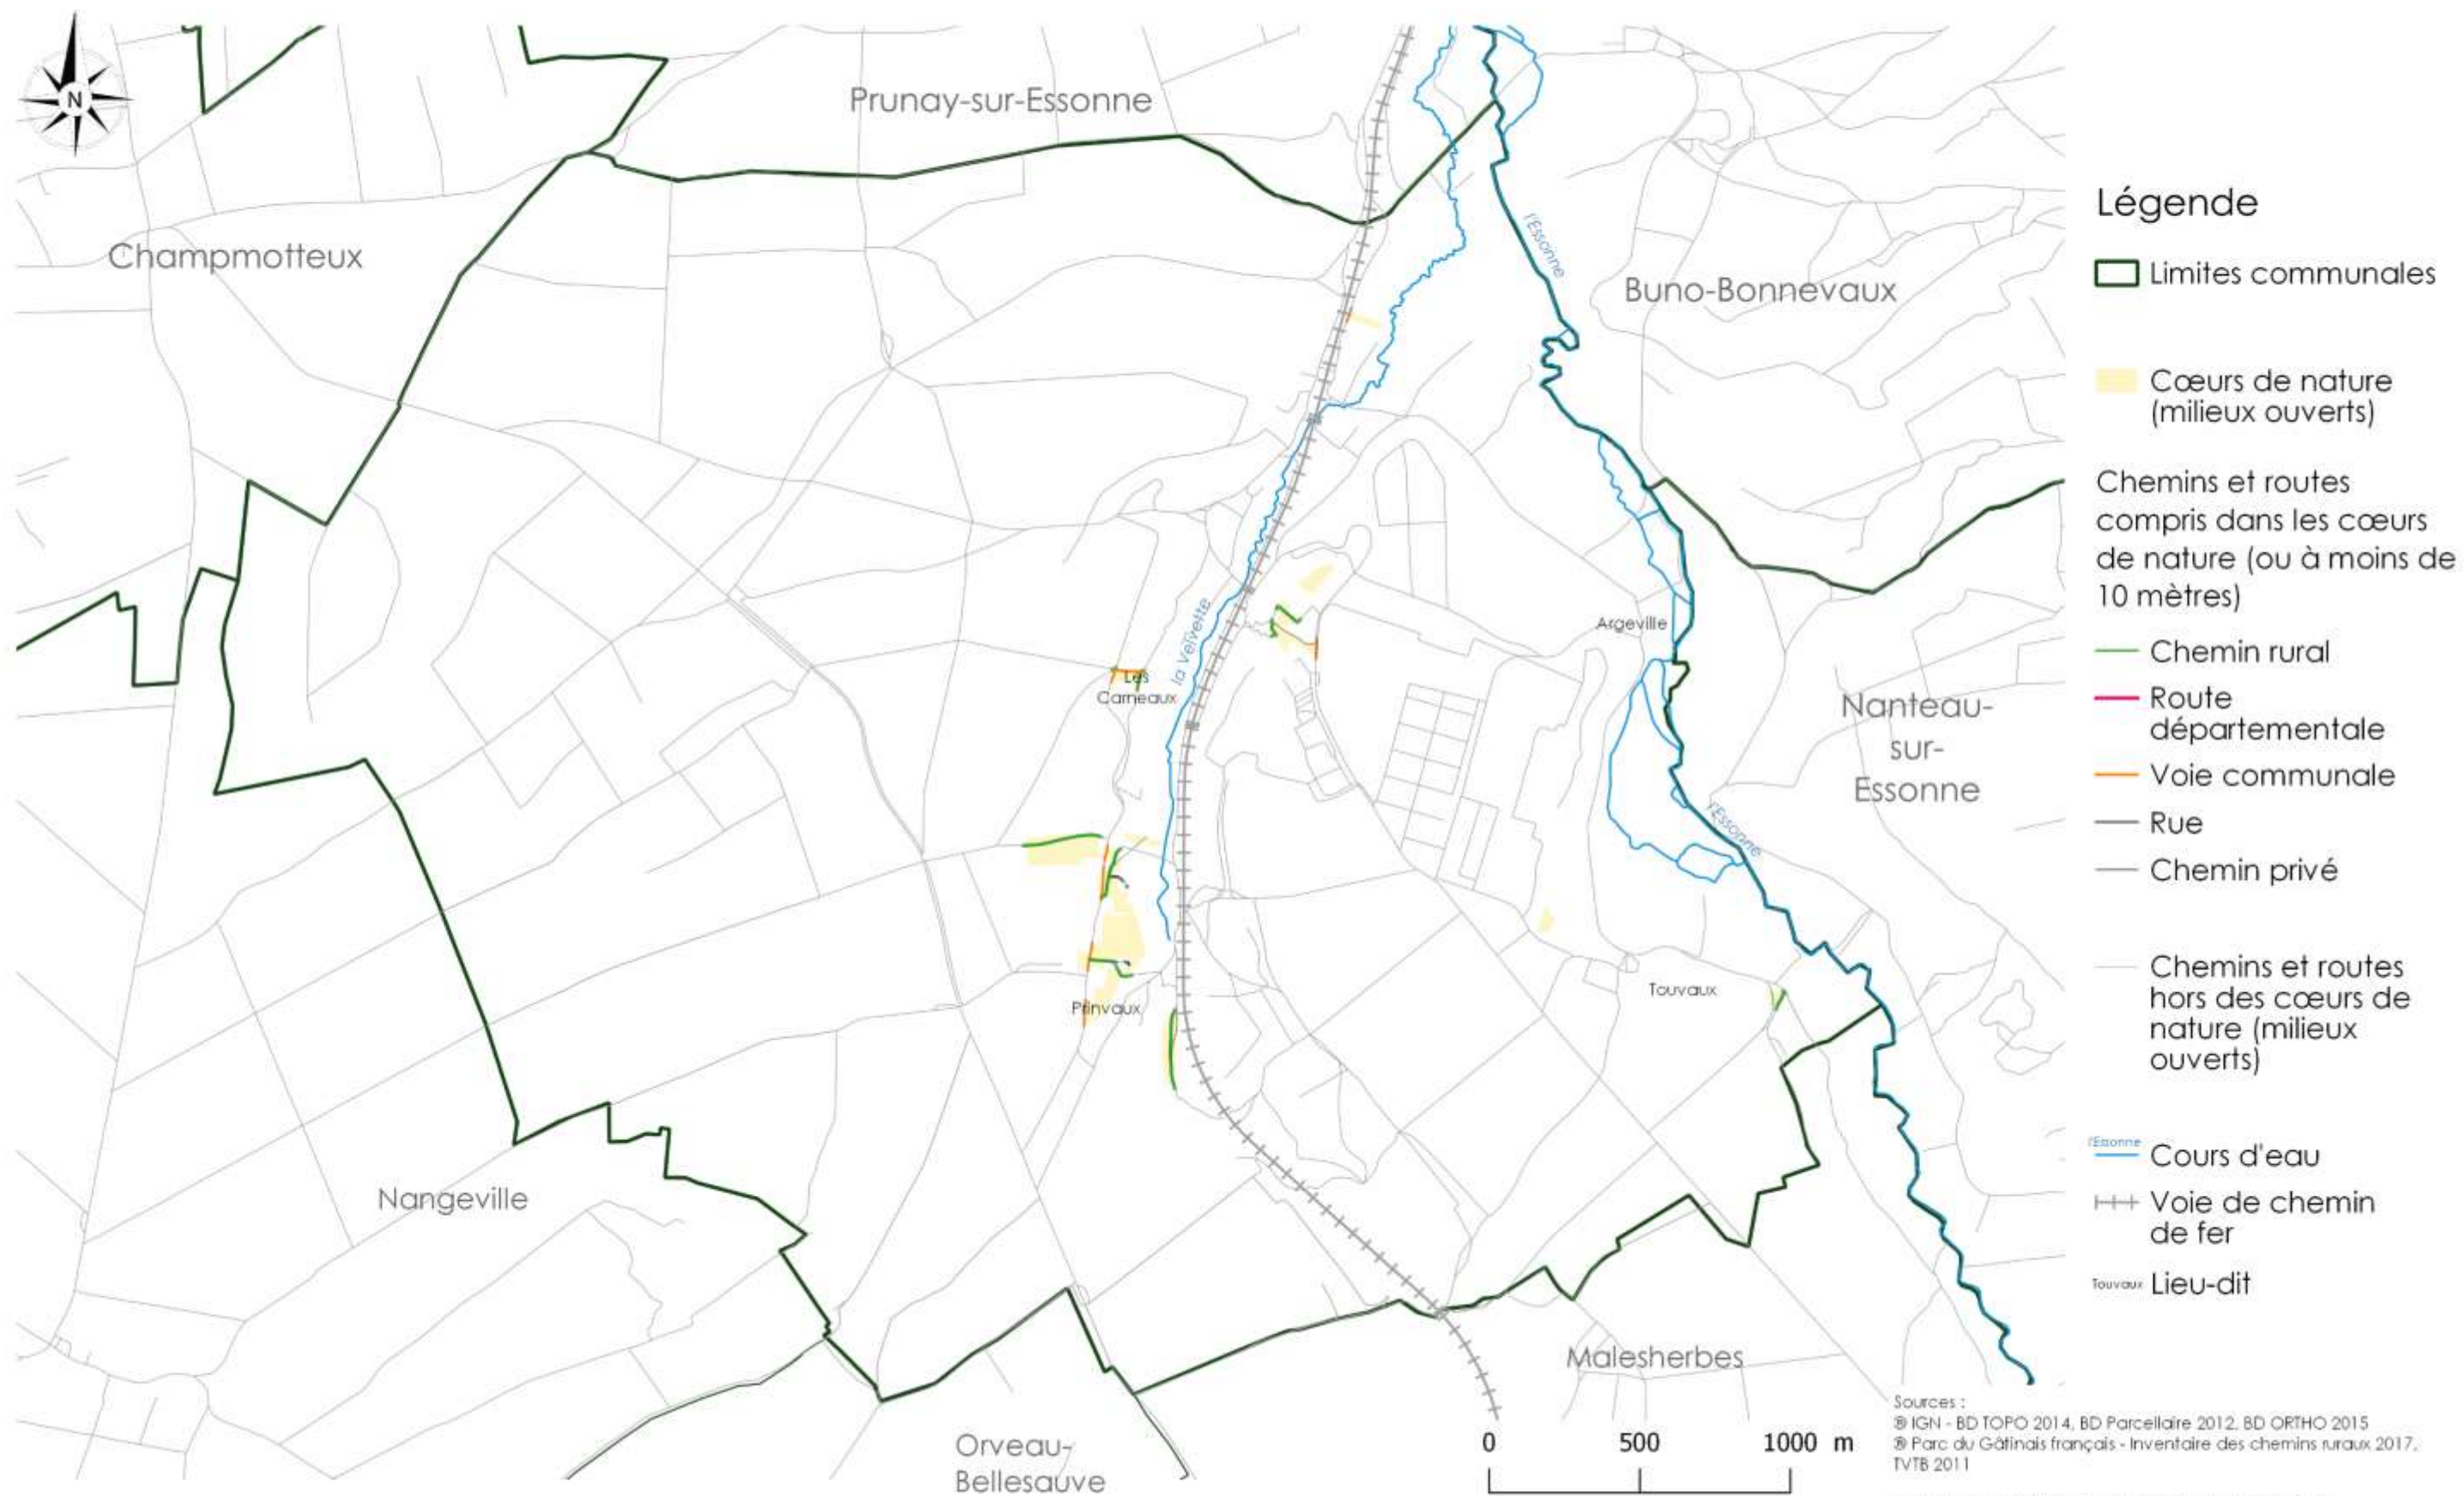 N
Prunay-sur-Essonne
Champmotteux
l'Essonne
Buno-Bonnevaux
la Velvette
Argeville
Les
Carneaux
Nanteau-
sur-
Essonne
l'Essonne
Touvaux
Prinvaux
Nangeville
Malesherbes
Orveau-
Bellesauve
0 500 1000 m
Légende
Limites communales
Cœurs de nature
(milieux ouverts)
Chemins et routes
compris dans les cœurs
de nature (ou à moins de
10 mètres)
Chemin rural
Route
départementale
Voie communale
Rue
Chemin privé
Chemins et routes
hors des cœurs de
nature (milieux
ouverts)
l'Essonne Cours d'eau
Voie de chemin
de fer
Touvaux Lieu-dit
Sources :
® IGN - BD TOPO 2014, BD Parcellaire 2012, BD ORTHO 2015
® Parc du Gâtinais français - Inventaire des chemins ruraux 2017,
TVTB 2011